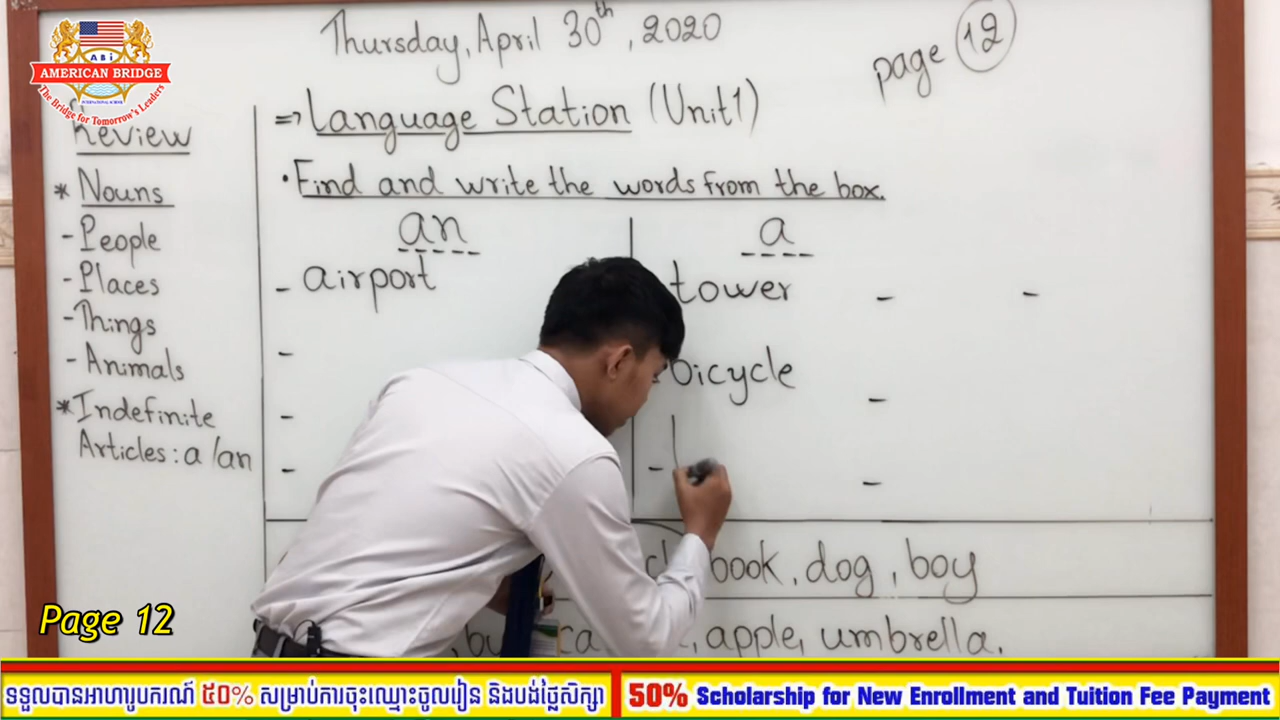 ABi
AMERICAN BRIDGE
INTERNATIONAL SCHOOL
The Bridge for Tomorrow's Leaders
Thursday, April 30th, 2020
page 12
Review
* Nouns
- People
- Places
- Things
- Animals
* Indefinite
Articles : a /an
⇒ Language Station (Unit 1)
• Find and write the words from the box.
an
- airport
-
-
-
a
tower - -
bicycle -
- -
book, dog, boy
, apple, umbrella.
Page 12
ទទួលបានអាហារូបករណ៍ ៥០% សម្រាប់ការចុះឈ្មោះចូលរៀន និងបង់ថ្លៃសិក្សា
50% Scholarship for New Enrollment and Tuition Fee Payment